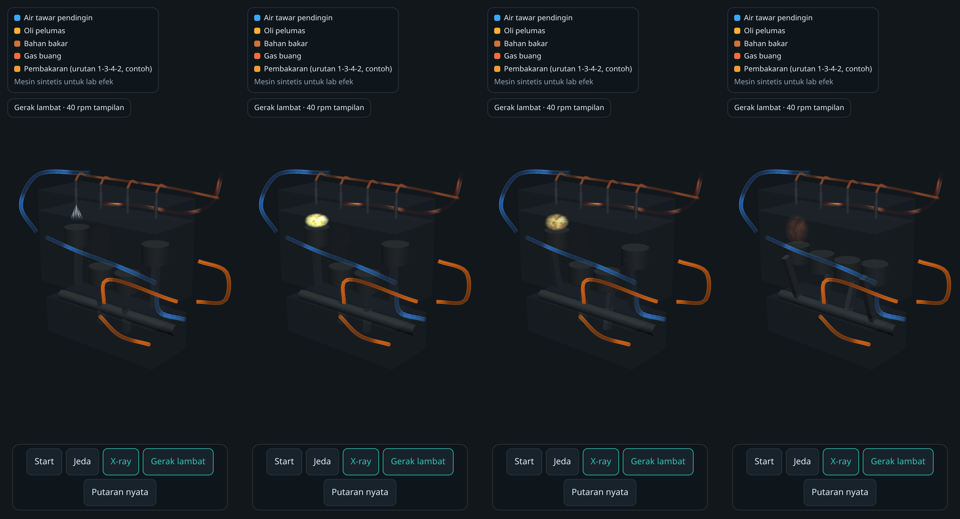 Air tawar pendingin
Oli pelumas
Bahan bakar
Gas buang
Pembakaran (urutan 1-3-4-2, contoh)
Mesin sintetis untuk lab efek
Gerak lambat · 40 rpm tampilan
Start
Jeda
X-ray
Gerak lambat
Putaran nyata
Air tawar pendingin
Oli pelumas
Bahan bakar
Gas buang
Pembakaran (urutan 1-3-4-2, contoh)
Mesin sintetis untuk lab efek
Gerak lambat · 40 rpm tampilan
Start
Jeda
X-ray
Gerak lambat
Putaran nyata
Air tawar pendingin
Oli pelumas
Bahan bakar
Gas buang
Pembakaran (urutan 1-3-4-2, contoh)
Mesin sintetis untuk lab efek
Gerak lambat · 40 rpm tampilan
Start
Jeda
X-ray
Gerak lambat
Putaran nyata
Air tawar pendingin
Oli pelumas
Bahan bakar
Gas buang
Pembakaran (urutan 1-3-4-2, contoh)
Mesin sintetis untuk lab efek
Gerak lambat · 40 rpm tampilan
Start
Jeda
X-ray
Gerak lambat
Putaran nyata